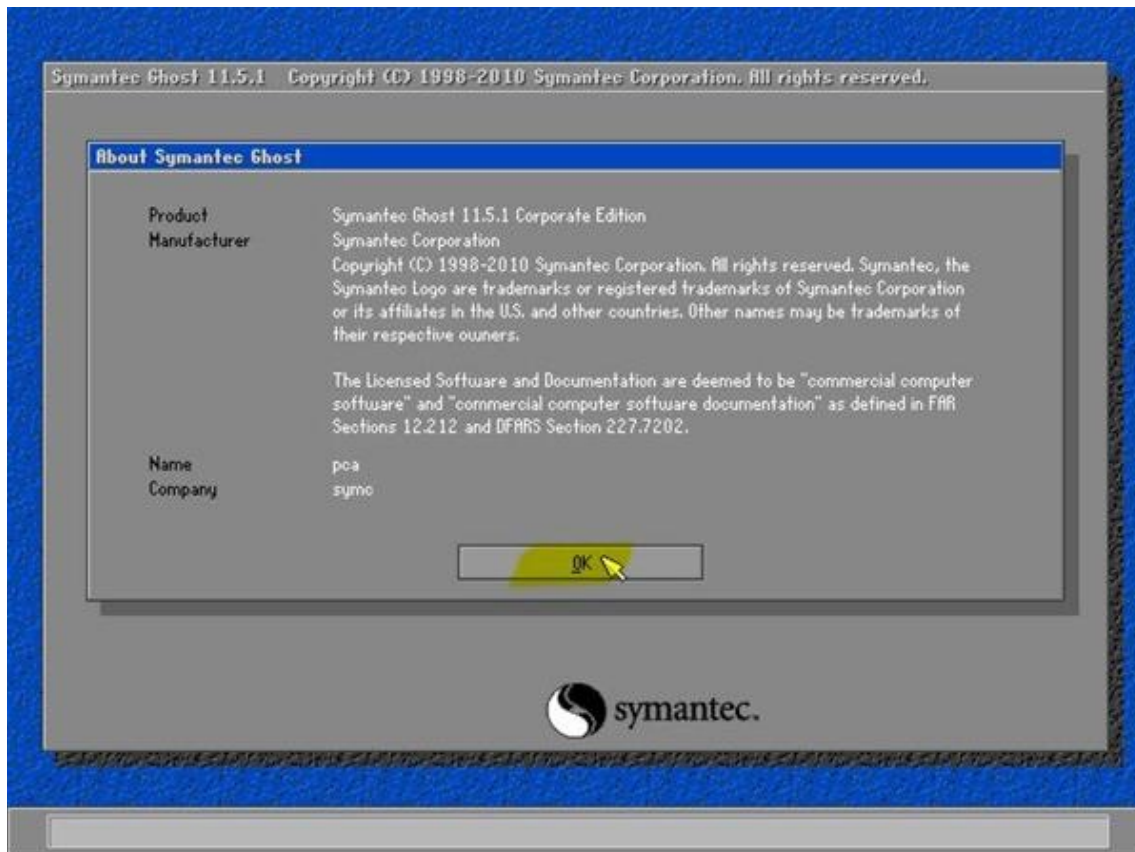 Symantec Ghost 11.5.1 Copyright (C) 1998-2010 Symantec Corporation. All rights reserved.
About Symantec Ghost
Product Symantec Ghost 11.5.1 Corporate Edition
Manufacturer Symantec Corporation
Copyright (C) 1998-2010 Symantec Corporation. All rights reserved. Symantec, the
Symantec Logo are trademarks or registered trademarks of Symantec Corporation
or its affiliates in the U.S. and other countries. Other names may be trademarks of
their respective owners.
The Licensed Software and Documentation are deemed to be "commercial computer
software" and "commercial computer software documentation" as defined in FAR
Sections 12.212 and DFARS Section 227.7202.
Name pca
Company symc
OK
symantec.